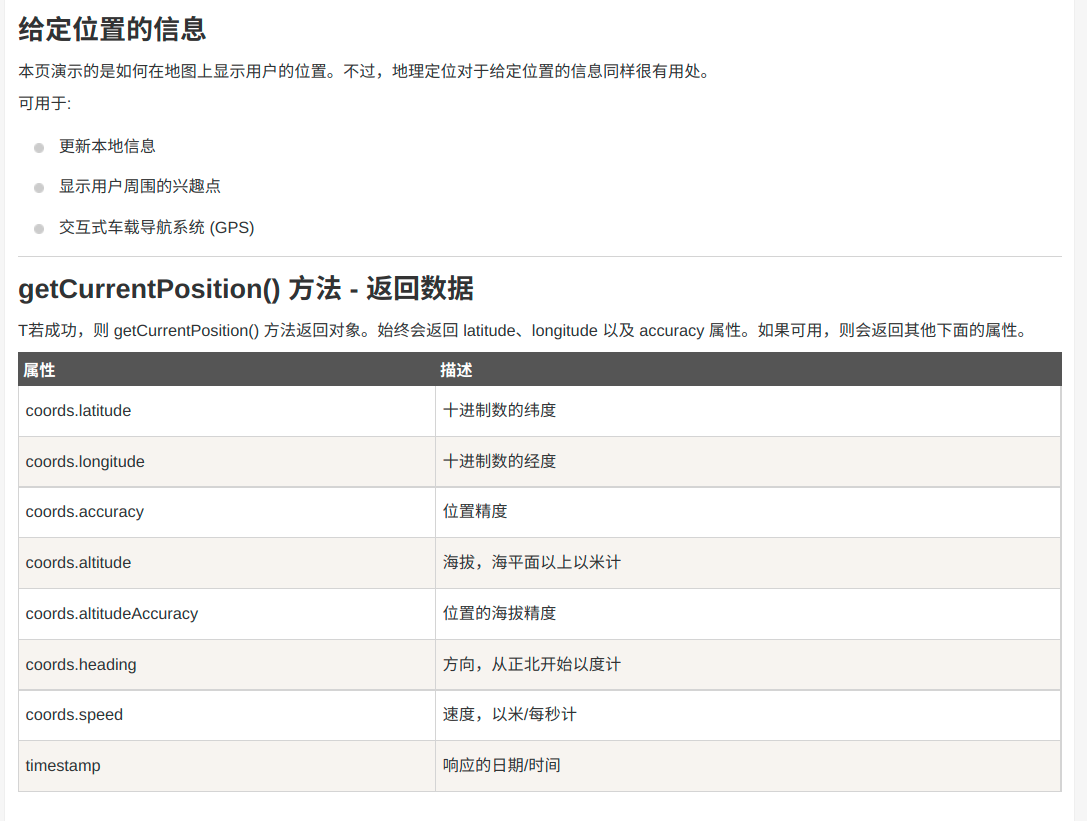 给定位置的信息
本页演示的是如何在地图上显示用户的位置。不过，地理定位对于给定位置的信息同样很有用处。
可用于:
更新本地信息
显示用户周围的兴趣点
交互式车载导航系统 (GPS)
getCurrentPosition() 方法 - 返回数据
T若成功，则 getCurrentPosition() 方法返回对象。始终会返回 latitude、longitude 以及 accuracy 属性。如果可用，则会返回其他下面的属性。
属性 描述
coords.latitude 十进制数的纬度
coords.longitude 十进制数的经度
coords.accuracy 位置精度
coords.altitude 海拔，海平面以上以米计
coords.altitudeAccuracy 位置的海拔精度
coords.heading 方向，从正北开始以度计
coords.speed 速度，以米/每秒计
timestamp 响应的日期/时间